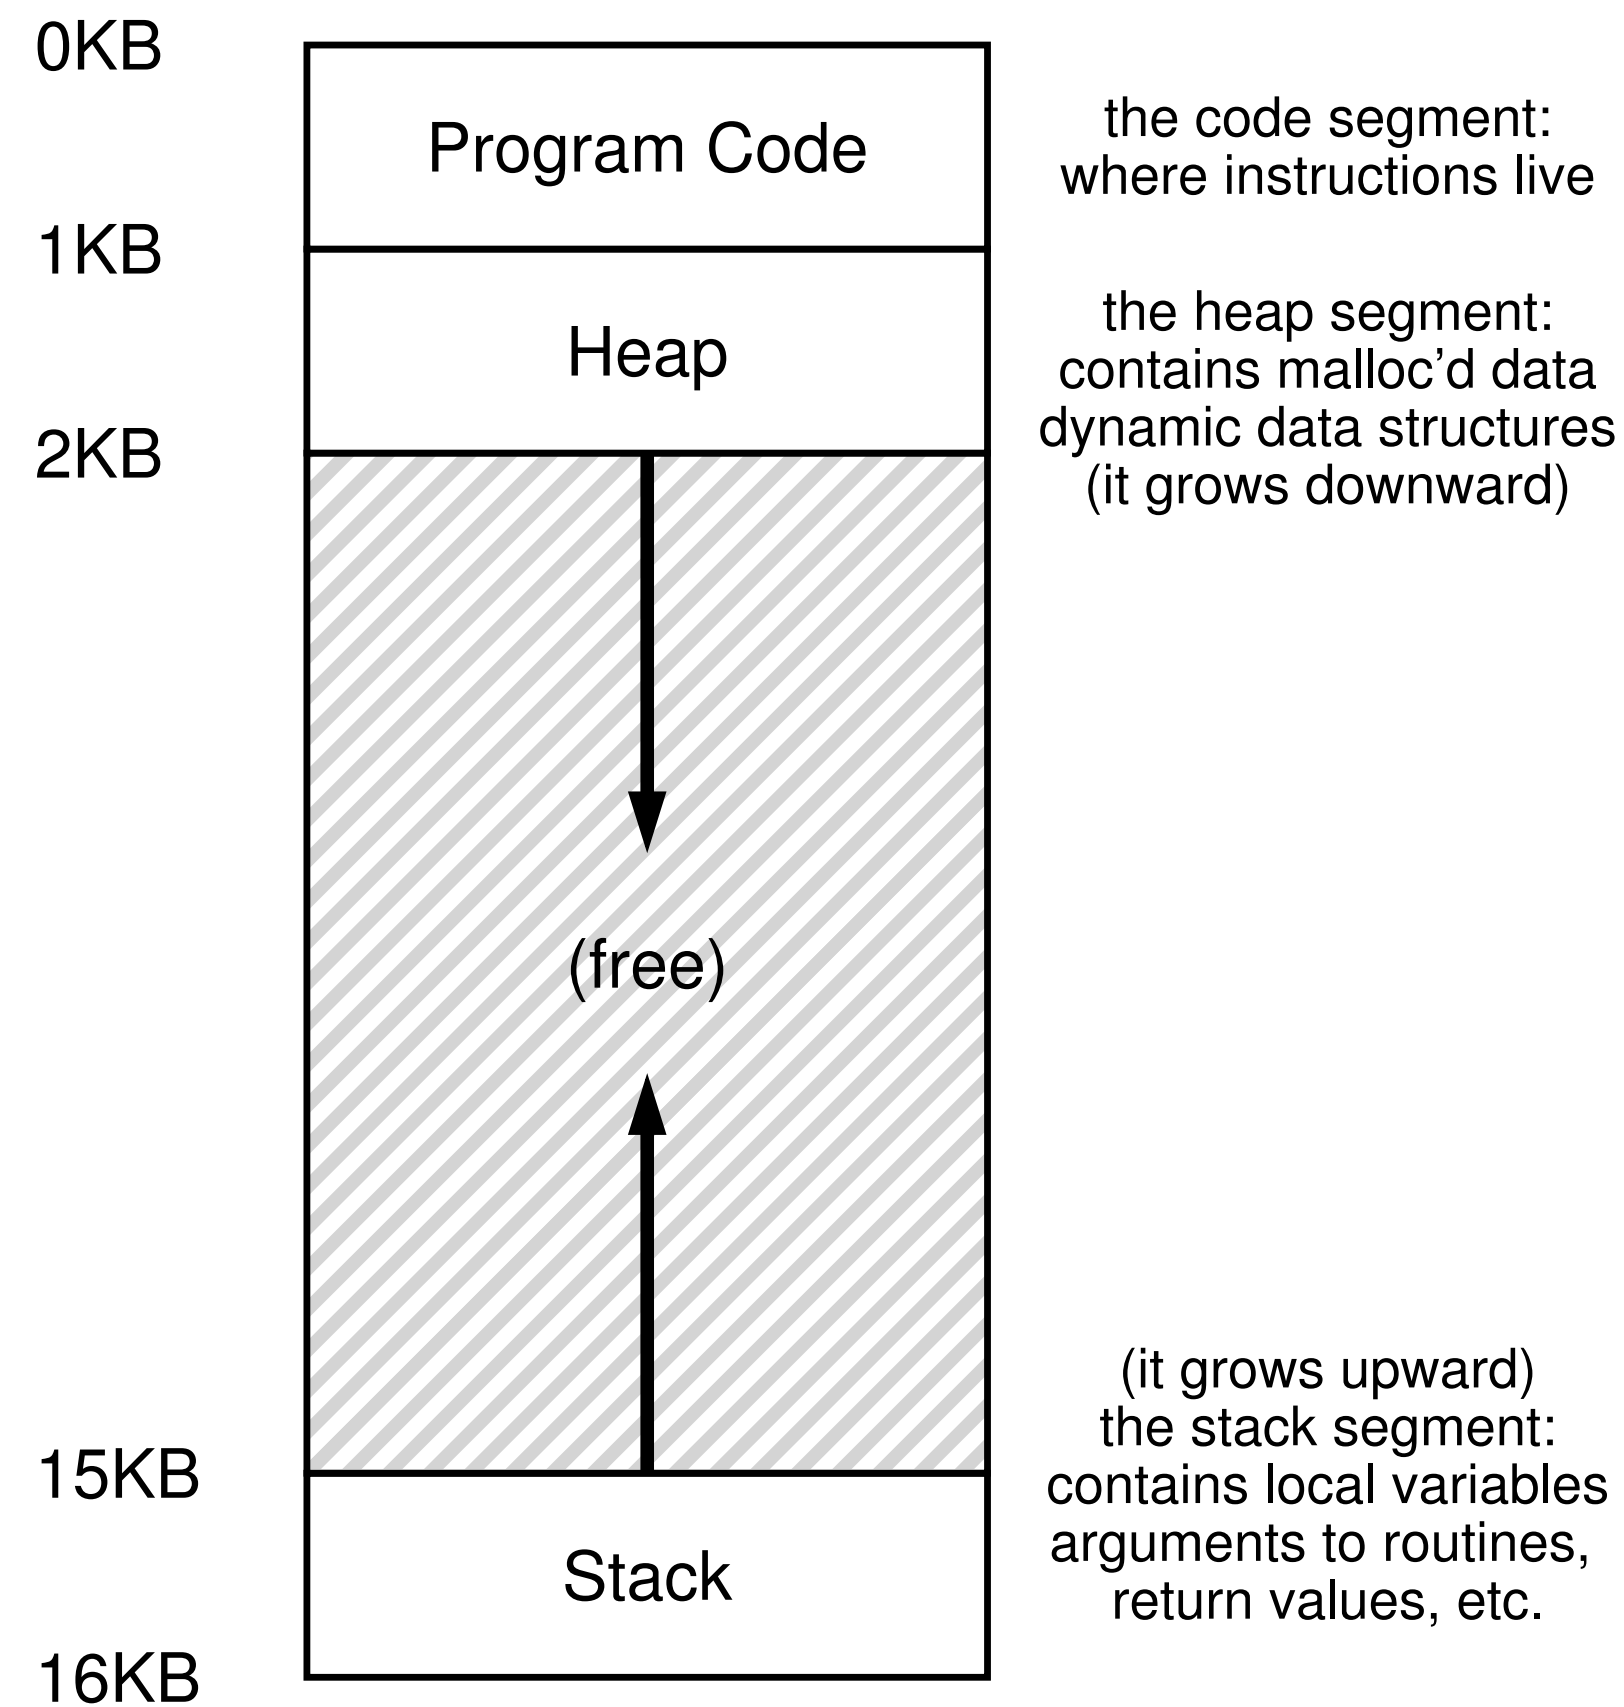 0KB
Program Code
the code segment:
where instructions live
1KB
Heap
the heap segment:
contains malloc’d data
dynamic data structures
(it grows downward)
2KB
(free)
(it grows upward)
the stack segment:
contains local variables
arguments to routines,
return values, etc.
15KB
Stack
16KB